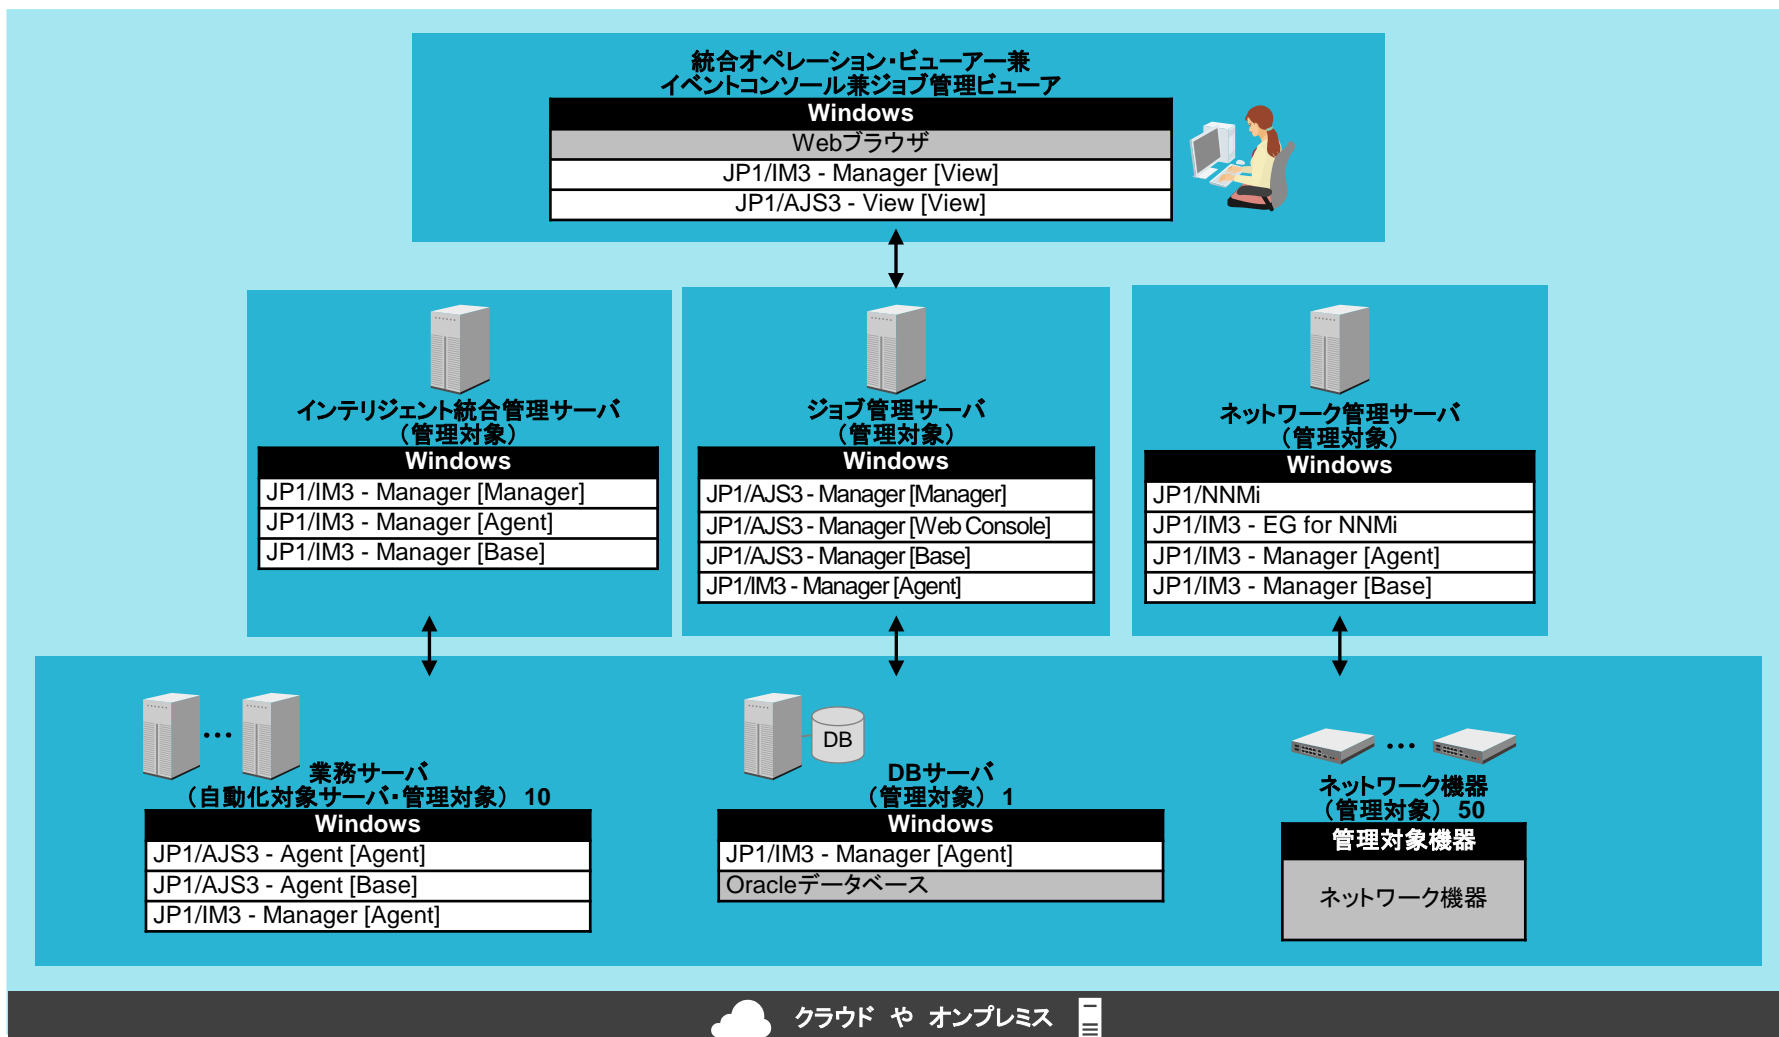 統合オペレーション・ビューアー兼
イベントコンソール兼ジョブ管理ビューア
Windows
Webブラウザ
JP1/IM3 - Manager [View]
JP1/AJS3 - View [View]
インテリジェント統合管理サーバ
（管理対象）
Windows
JP1/IM3 - Manager [Manager]
JP1/IM3 - Manager [Agent]
JP1/IM3 - Manager [Base]
ジョブ管理サーバ
（管理対象）
Windows
JP1/AJS3 - Manager [Manager]
JP1/AJS3 - Manager [Web Console]
JP1/AJS3 - Manager [Base]
JP1/IM3 - Manager [Agent]
ネットワーク管理サーバ
（管理対象）
Windows
JP1/NNMi
JP1/IM3 - EG for NNMi
JP1/IM3 - Manager [Agent]
JP1/IM3 - Manager [Base]
…
業務サーバ
（自動化対象サーバ・管理対象） 10
Windows
JP1/AJS3 - Agent [Agent]
JP1/AJS3 - Agent [Base]
JP1/IM3 - Manager [Agent]
DB
DBサーバ
（管理対象） 1
Windows
JP1/IM3 - Manager [Agent]
Oracleデータベース
…
ネットワーク機器
（管理対象） 50
管理対象機器
ネットワーク機器
クラウド や オンプレミス